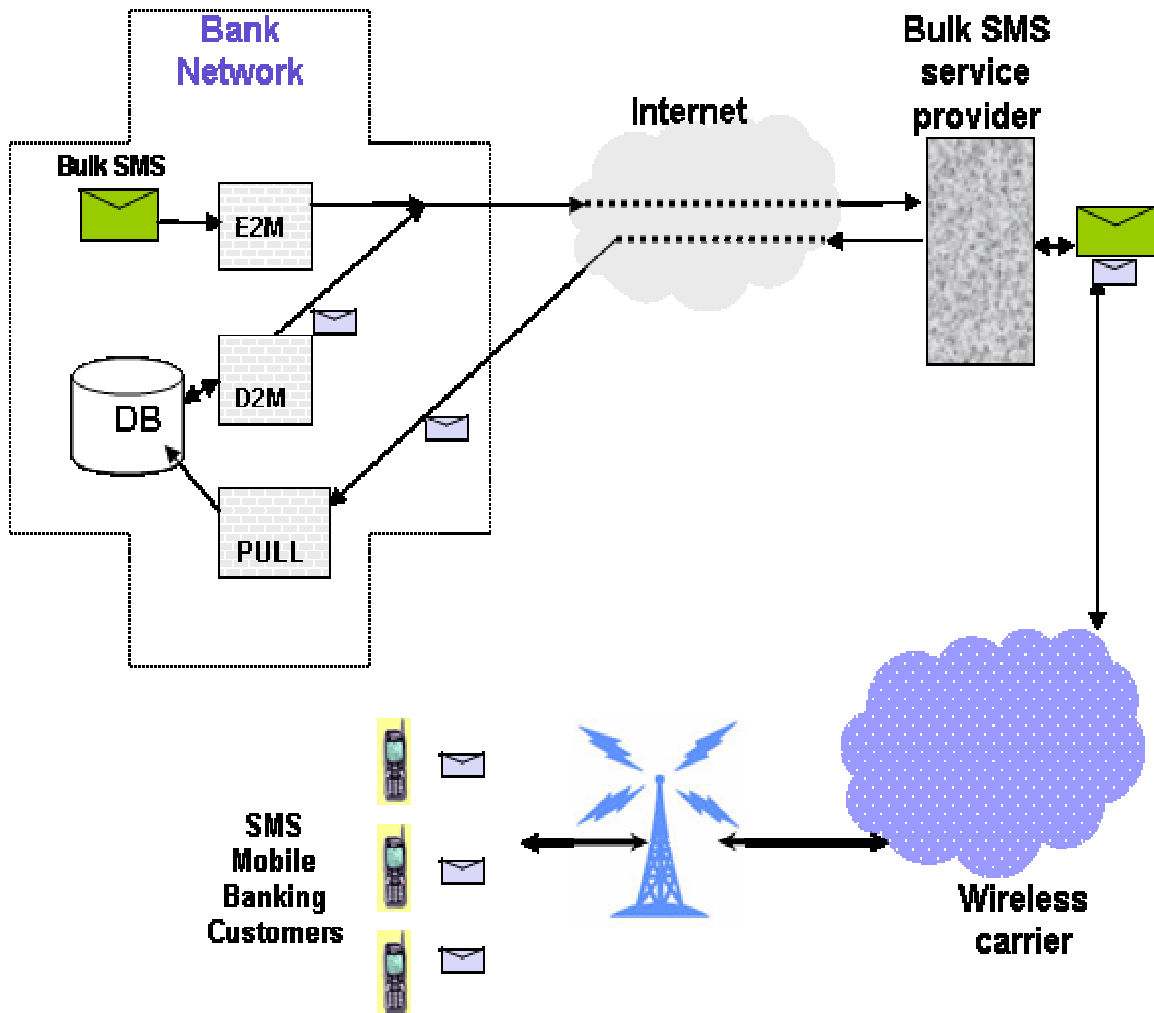 Bank
Network
Bulk SMS
service
provider
Internet
Bulk SMS
E2M
D2M
DB
PULL
SMS
Mobile
Banking
Customers
Wireless
carrier